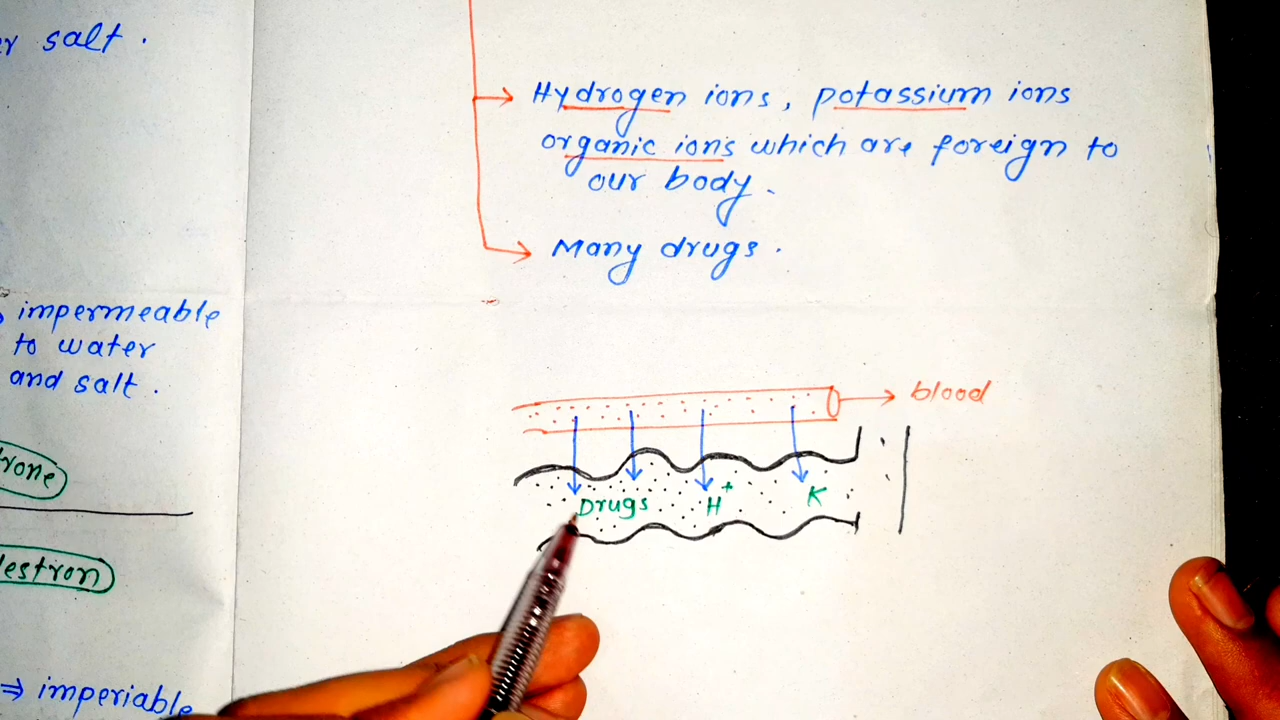 salt .
impermeable
to water
and salt .
⇒ imperiable
Hydrogen ions, potassium ions
organic ions which are foreign to
our body .
Many drugs .
blood
Drugs H+ K